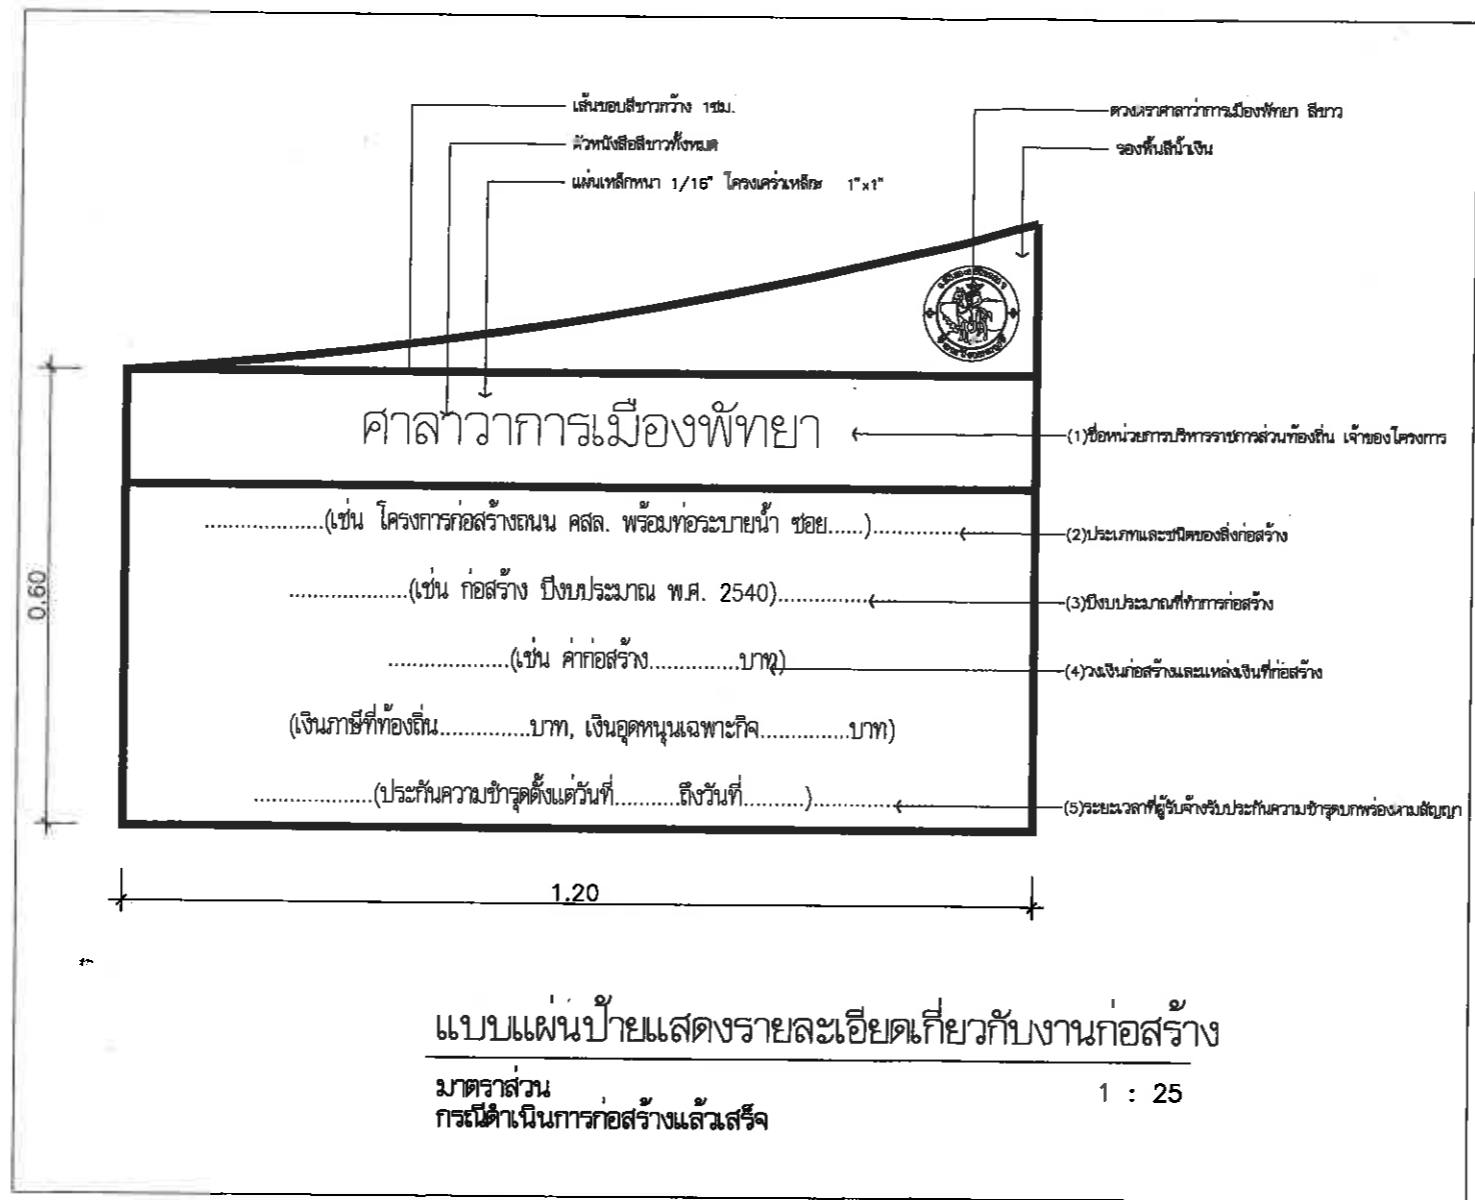 เส้นขอบสีขาวกว้าง 1ซม.
ตัวหนังสือสีขาวทั้งหมด
แผ่นเหล็กหนา 1/16" โครงเคร่าเหล็ก 1"x1"
ดวงตราศาลาว่าการเมืองพัทยา สีขาว
รองพื้นสีน้ำเงิน
ศาลาวาการเมืองพัทยา
(1)ชื่อหน่วยการบริหารราชการส่วนท้องถิ่น เจ้าของโครงการ
...................(เช่น โครงการก่อสร้างถนน คสล. พร้อมท่อระบายน้ำ ซอย......)...................
(2)ประเภทและชนิดของสิ่งก่อสร้าง
...................(เช่น ก่อสร้าง ปีงบประมาณ พ.ศ. 2540)...................
(3)ปีงบประมาณที่ทำการก่อสร้าง
...................(เช่น ค่าก่อสร้าง..............บาท)
(4)วงเงินก่อสร้างและแหล่งเงินที่ก่อสร้าง
(เงินภาษีที่ท้องถิ่น..............บาท, เงินอุดหนุนเฉพาะกิจ..............บาท)
...................(ประกันความชำรุดตั้งแต่วันที่..........ถึงวันที่.........)..............
(5)ระยะเวลาที่ผู้รับจ้างรับประกันความชำรุดบกพร่องตามสัญญา
0.60
1.20
แบบแผ่นป้ายแสดงรายละเอียดเกี่ยวกับงานก่อสร้าง
มาตราส่วน 1 : 25
กรณีดำเนินการก่อสร้างแล้วเสร็จ